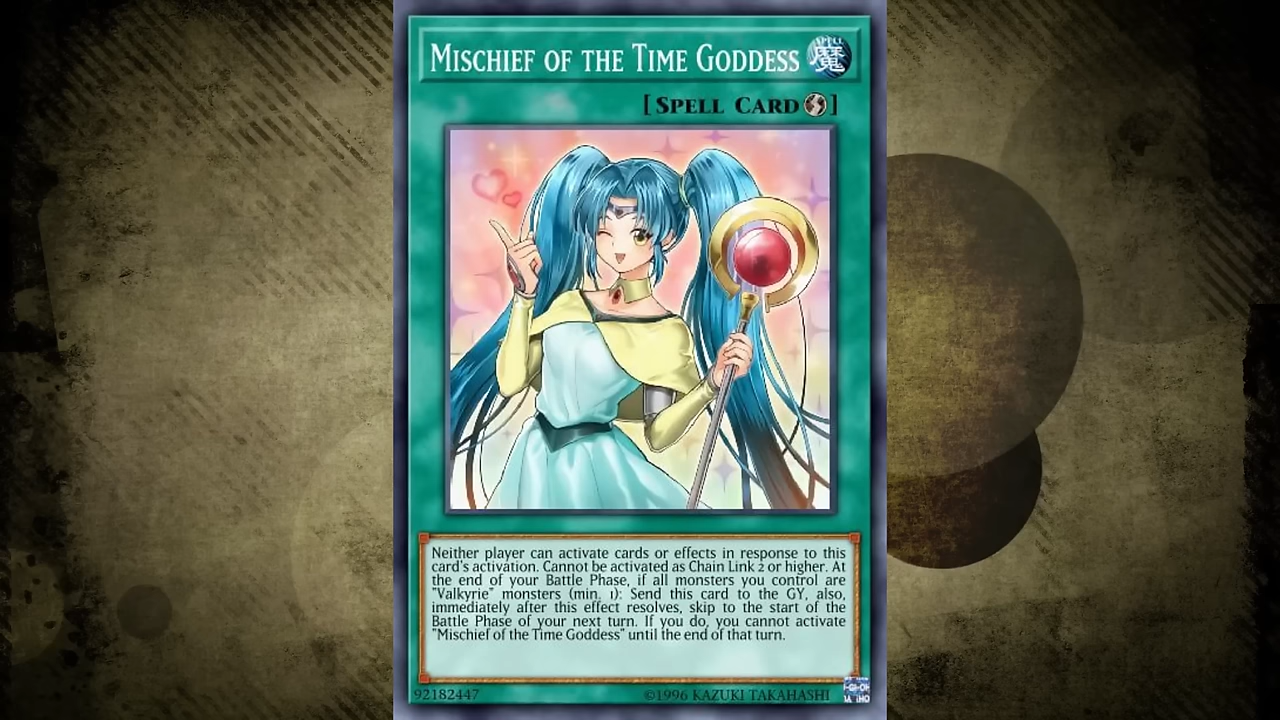 MISCHIEF OF THE TIME GODDESS
SPELL
魔
[SPELL CARD]
Neither player can activate cards or effects in response to this
card's activation. Cannot be activated as Chain Link 2 or higher. At
the end of your Battle Phase, if all monsters you control are
"Valkyrie" monsters (min. 1): Send this card to the GY, also,
immediately after this effect resolves, skip to the start of the
Battle Phase of your next turn. If you do, you cannot activate
"Mischief of the Time Goddess" until the end of that turn.
92182447
©1996 KAZUKI TAKAHASHI